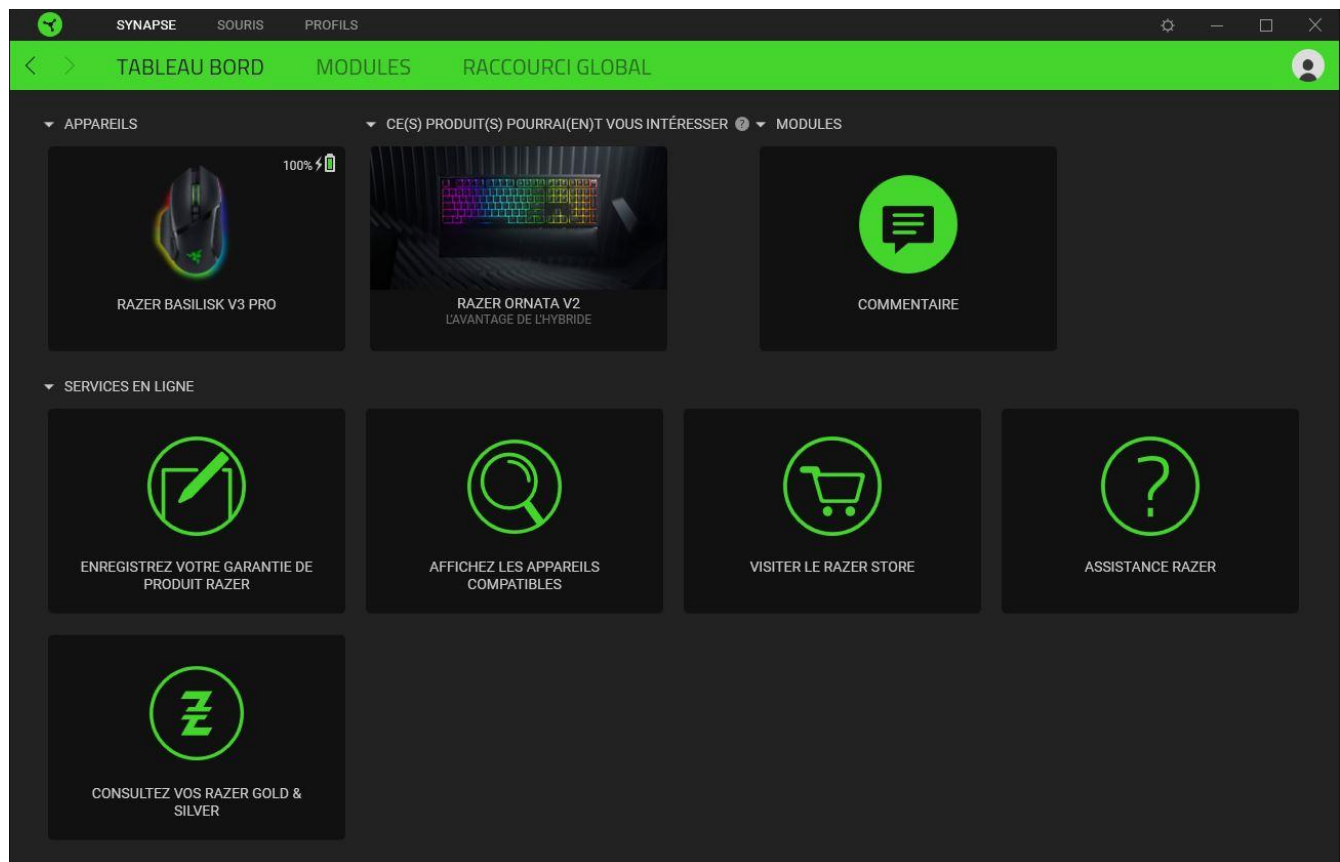 SYNAPSE SOURIS PROFILS
TABLEAU BORD MODULES RACCOURCI GLOBAL
APPAREILS
100%
RAZER BASILISK V3 PRO
CE(S) PRODUIT(S) POURRAI(EN)T VOUS INTÉRESSER ?
RAZER ORNATA V2
L'AVANTAGE DE L'HYBRIDE
MODULES
COMMENTAIRE
SERVICES EN LIGNE
ENREGISTREZ VOTRE GARANTIE DE
PRODUIT RAZER
AFFICHEZ LES APPAREILS
COMPATIBLES
VISITER LE RAZER STORE
?
ASSISTANCE RAZER
CONSULTEZ VOS RAZER GOLD &
SILVER